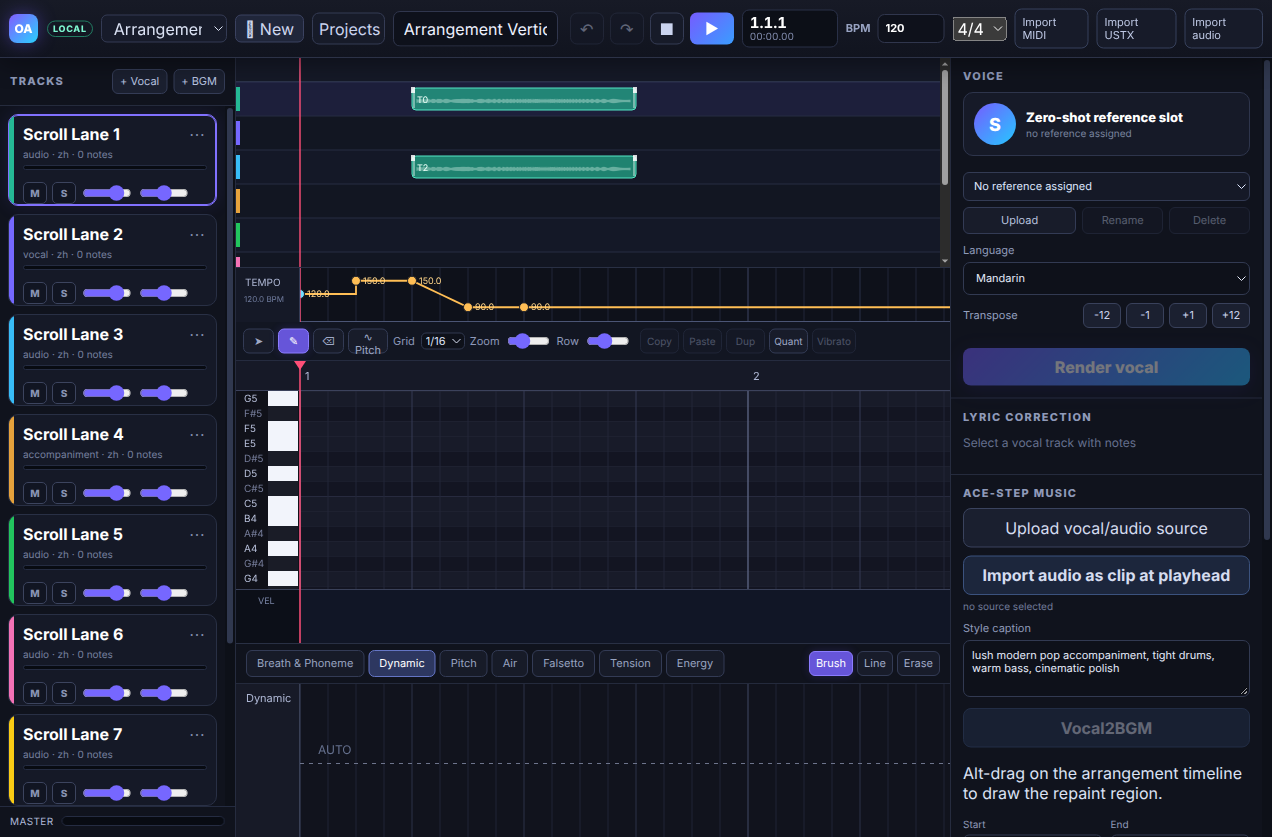 OA
LOCAL
Arrangemer
New
Projects
Arrangement Vertic
1.1.1
00:00.00
BPM
120
4/4
Import MIDI
Import USTX
Import audio
TRACKS
+ Vocal
+ BGM
Scroll Lane 1
audio · zh · 0 notes
M S
Scroll Lane 2
vocal · zh · 0 notes
M S
Scroll Lane 3
audio · zh · 0 notes
M S
Scroll Lane 4
accompaniment · zh · 0 notes
M S
Scroll Lane 5
audio · zh · 0 notes
M S
Scroll Lane 6
audio · zh · 0 notes
M S
Scroll Lane 7
audio · zh · 0 notes
M S
MASTER
T0
T2
TEMPO
120.0 BPM
120.0
150.0
150.0
90.0
90.0
Pitch
Grid
1/16
Zoom
Row
Copy
Paste
Dup
Quant
Vibrato
1
2
G5
F#5
F5
E5
D#5
D5
C#5
C5
B4
A#4
A4
G#4
G4
VEL
Breath & Phoneme
Dynamic
Pitch
Air
Falsetto
Tension
Energy
Brush
Line
Erase
Dynamic
AUTO
VOICE
S
Zero-shot reference slot
no reference assigned
No reference assigned
Upload
Rename
Delete
Language
Mandarin
Transpose
-12
-1
+1
+12
Render vocal
LYRIC CORRECTION
Select a vocal track with notes
ACE-STEP MUSIC
Upload vocal/audio source
Import audio as clip at playhead
no source selected
Style caption
lush modern pop accompaniment, tight drums,
warm bass, cinematic polish
Vocal2BGM
Alt-drag on the arrangement timeline
to draw the repaint region.
Start
End